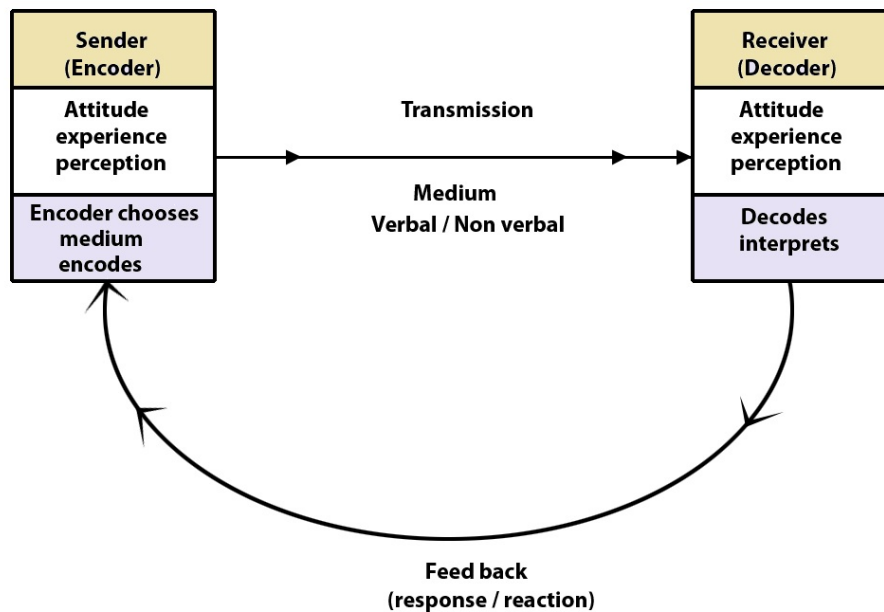 Sender
(Encoder)
Attitude
experience
perception
Encoder chooses
medium
encodes
Transmission
Medium
Verbal / Non verbal
Receiver
(Decoder)
Attitude
experience
perception
Decodes
interprets
Feed back
(response / reaction)